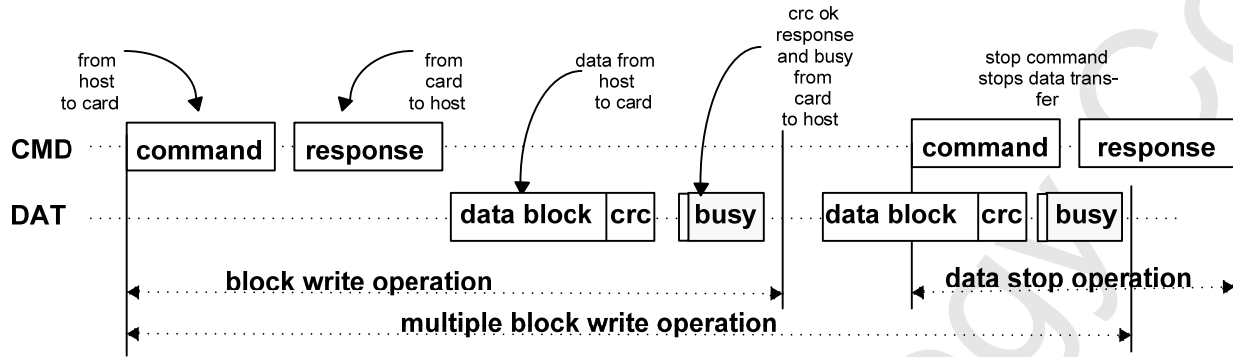 from
host
to card
from
card
to host
data from
host
to card
crc ok
response
and busy
from
card
to host
stop command
stops data trans-
fer
CMD command response command response
DAT data block crc busy data block crc busy
block write operation data stop operation
multiple block write operation